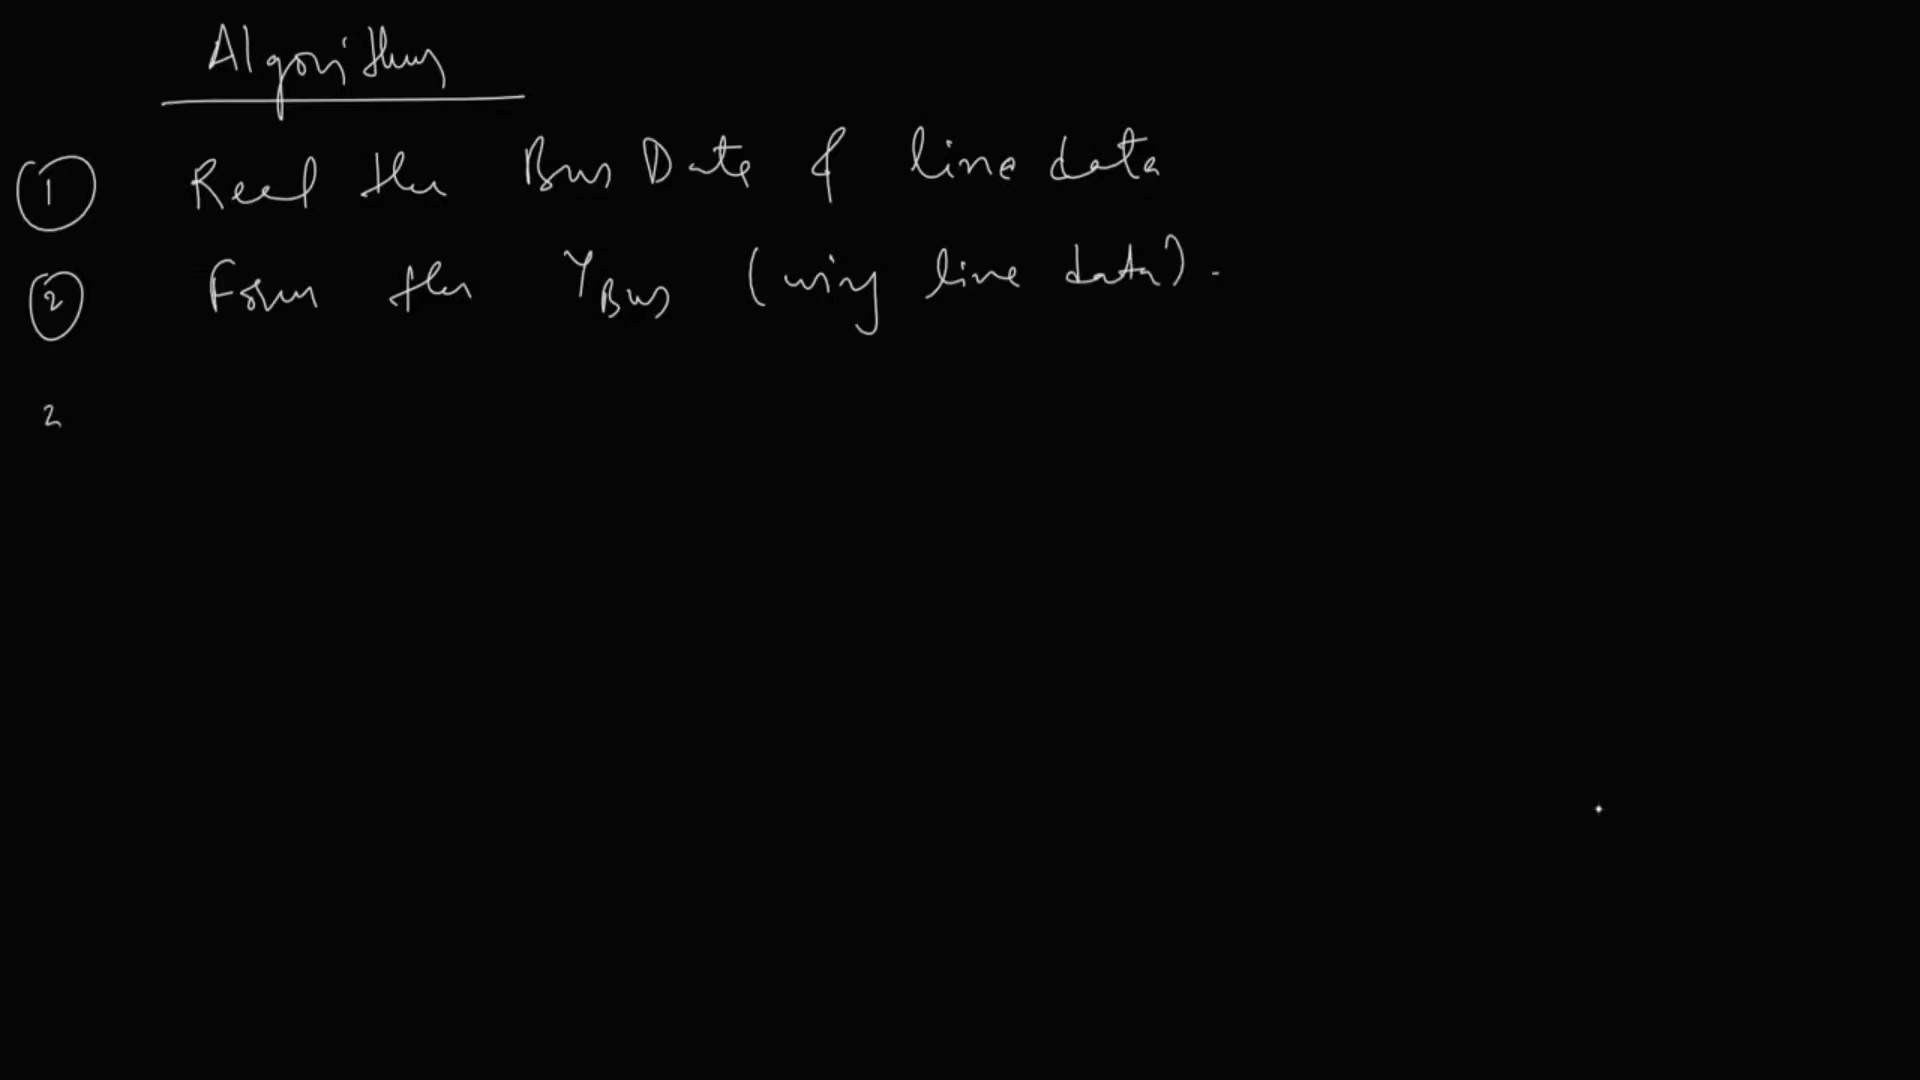 Algorithm
① Read the Bus Data & line data
② Form the YBus (using line data).
2